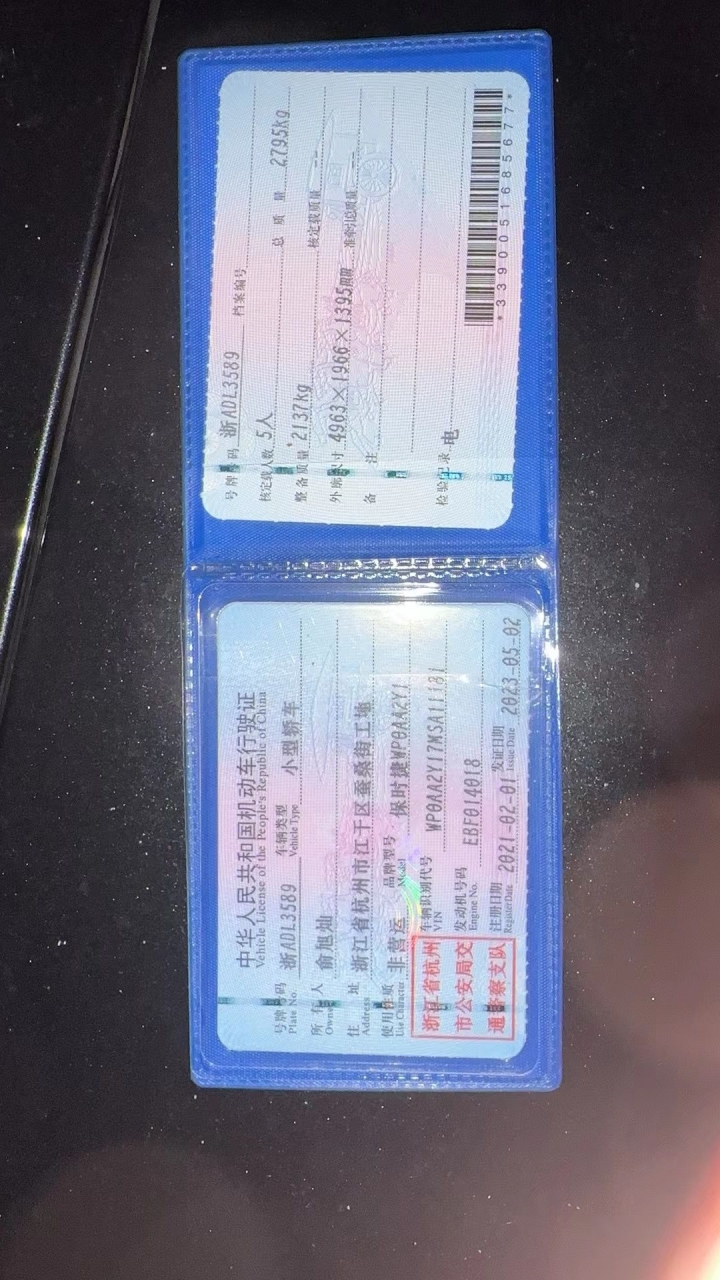 中华人民共和国机动车行驶证
Vehicle License of the People's Republic of China
号牌号码 浙ADL3589 车辆类型 小型轿车
Plate No. Vehicle Type
所有人 俞旭灿
Owner
住址 浙江省杭州市江干区蚕桑街工地
Address
使用性质 非营运 品牌型号 保时捷WP0AA2Y1
Use Character Model
车辆识别代号 WP0AA2Y17MSA11181
VIN
发动机号码 EBF014018
Engine No.
注册日期 2021-02-01 发证日期 2023-05-02
Register Date Issue Date
浙江省杭州
市公安局交
通警察支队
号牌号码 浙ADL3589 档案编号
核定载人数 5人 总质量 2795kg
整备质量 2137kg 核定载质量 --
外廓尺寸 4963×1966×1395mm 准牵引总质量 --
备注
检验记录 电
*3390051685677*